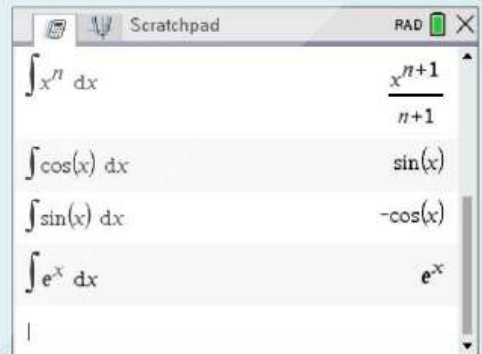 Scratchpad RAD
∫xⁿ dx xⁿ⁺¹/n+1
∫cos(x) dx sin(x)
∫sin(x) dx -cos(x)
∫eˣ dx eˣ